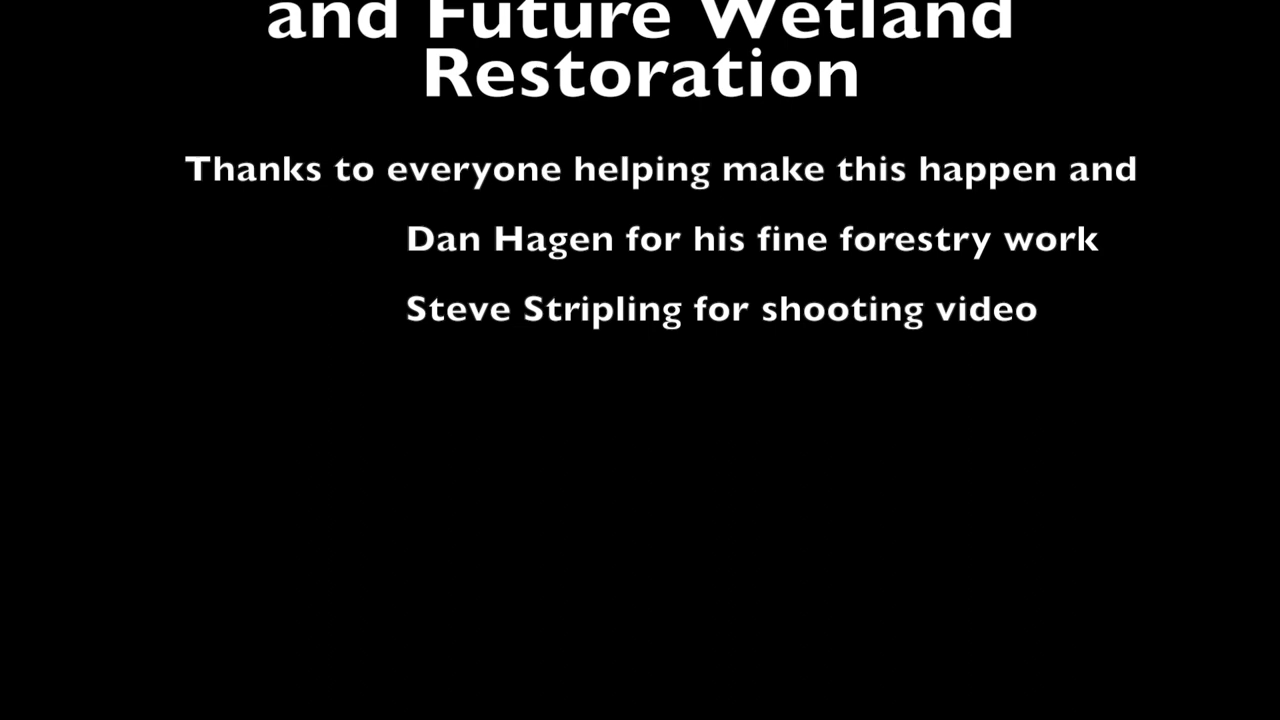 and Future Wetland
Restoration
Thanks to everyone helping make this happen and
Dan Hagen for his fine forestry work
Steve Stripling for shooting video